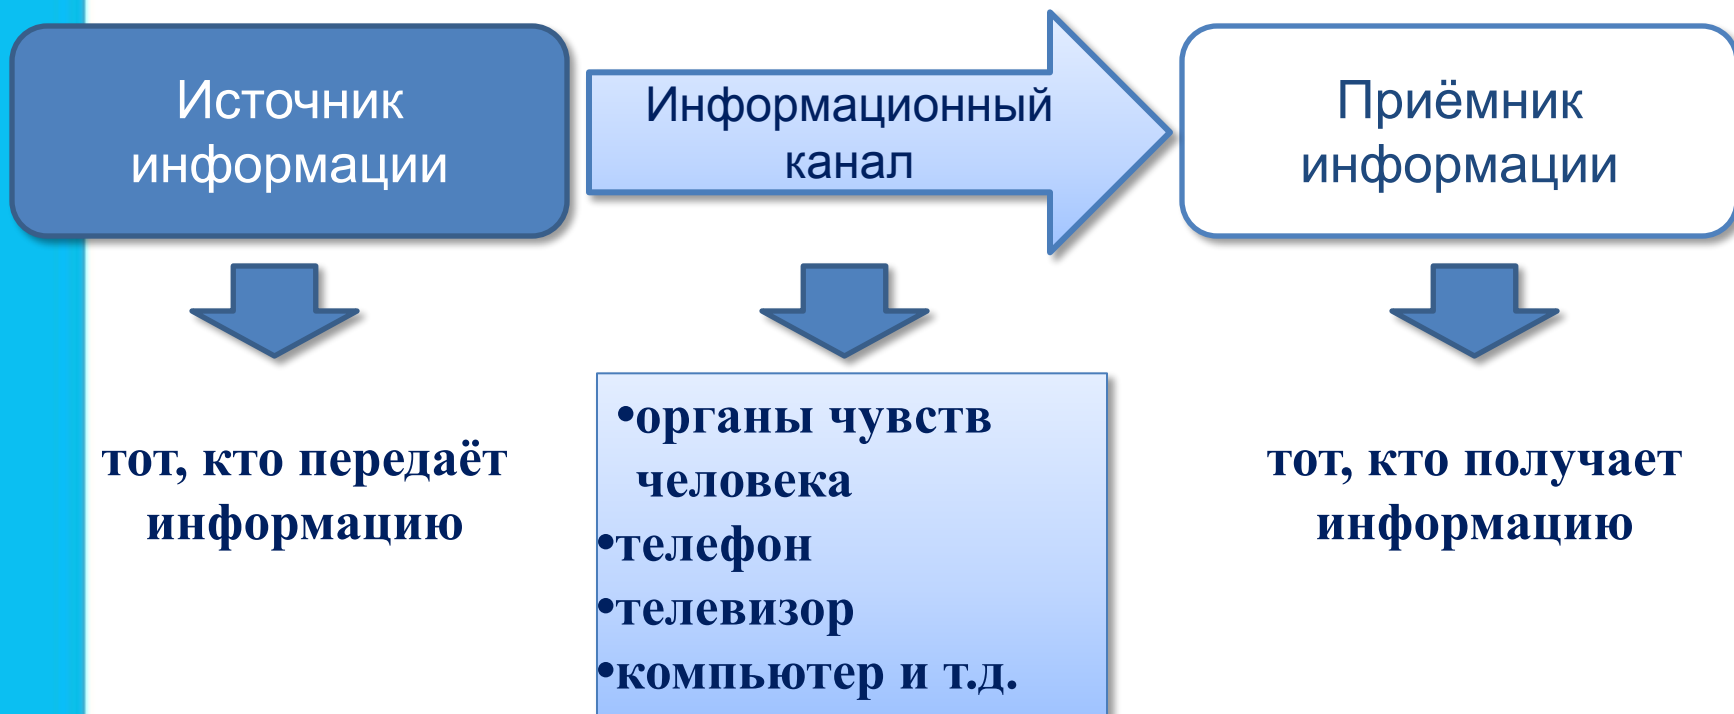 Источник
информации
Информационный
канал
Приёмник
информации
тот, кто передаёт
информацию
•органы чувств
человека
•телефон
•телевизор
•компьютер и т.д.
тот, кто получает
информацию